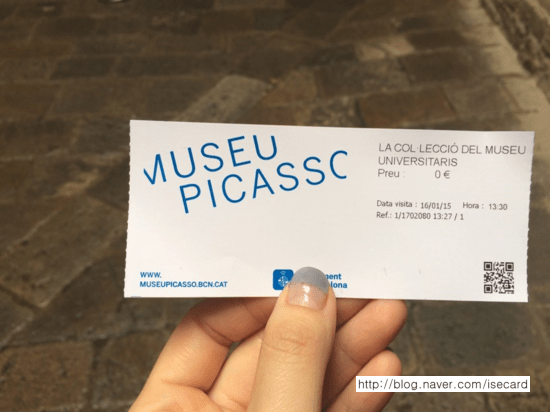 MUSEU
PICASSO
LA COL·LECCIÓ DEL MUSEU
UNIVERSITARIS
Preu : 0 €
Data visita : 16/01/15 Hora : 13:30
Ref.: 1/1702080 13:27 / 1
WWW.
MUSEUPICASSO.BCN.CAT
http://blog.naver.com/isecard